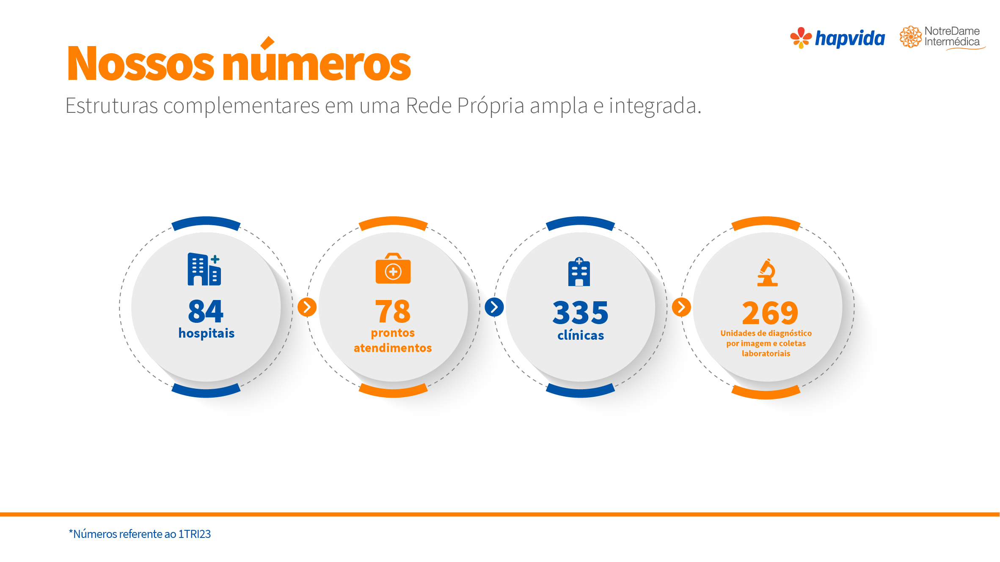 hapvida
NotreDame
Intermédica
Nossos números
Estruturas complementares em uma Rede Própria ampla e integrada.
84
hospitais
78
prontos
atendimentos
335
clínicas
269
Unidades de diagnóstico
por imagem e coletas
laboratoriais
*Números referente ao 1TRI23